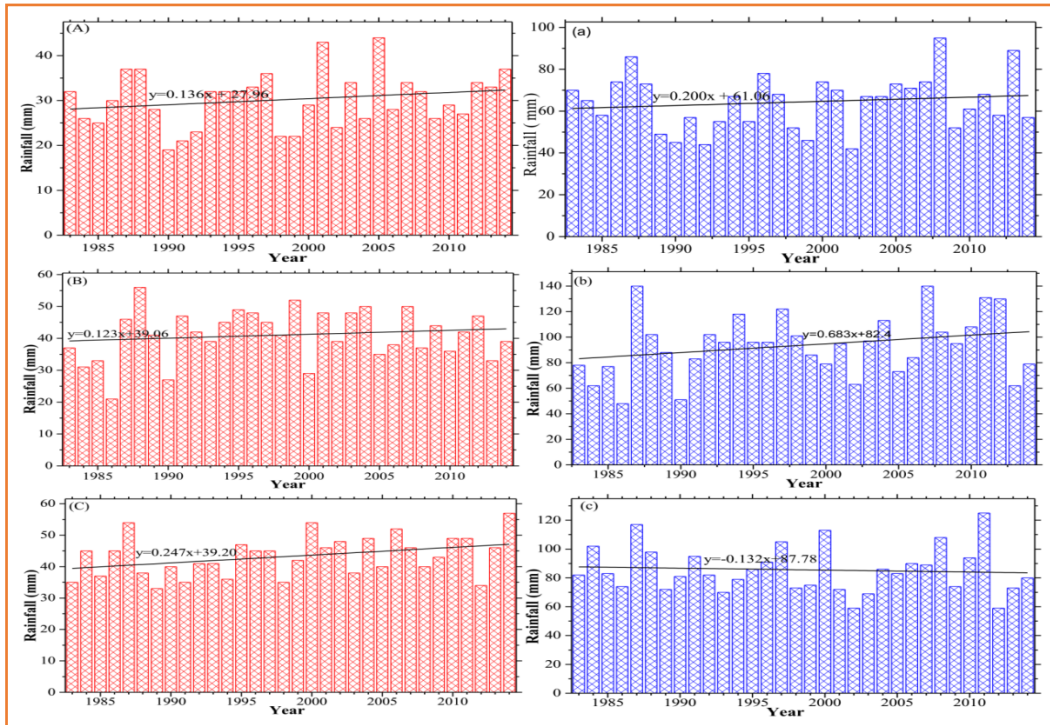 (A)
y=0.136x + 27.96
Rainfall (mm)
40
30
20
10
0
1985 1990 1995 2000 2005 2010
Year
(a)
y=0.200x + 61.06
Rainfall ( mm)
100
80
60
40
20
0
1985 1990 1995 2000 2005 2010
Year
(B)
y=0.123x+39.06
Rainfall (mm)
60
50
40
30
20
10
0
1985 1990 1995 2000 2005 2010
Year
(b)
y=0.683x+82.4
Rainfall (mm)
140
120
100
80
60
40
20
0
1985 1990 1995 2000 2005 2010
Year
(C)
y=0.247x+39.20
Rainfall (mm)
60
50
40
30
20
10
0
1985 1990 1995 2000 2005 2010
Year
(c)
y=-0.132x+87.78
Rainfall (mm)
120
100
80
60
40
20
0
1985 1990 1995 2000 2005 2010
Year